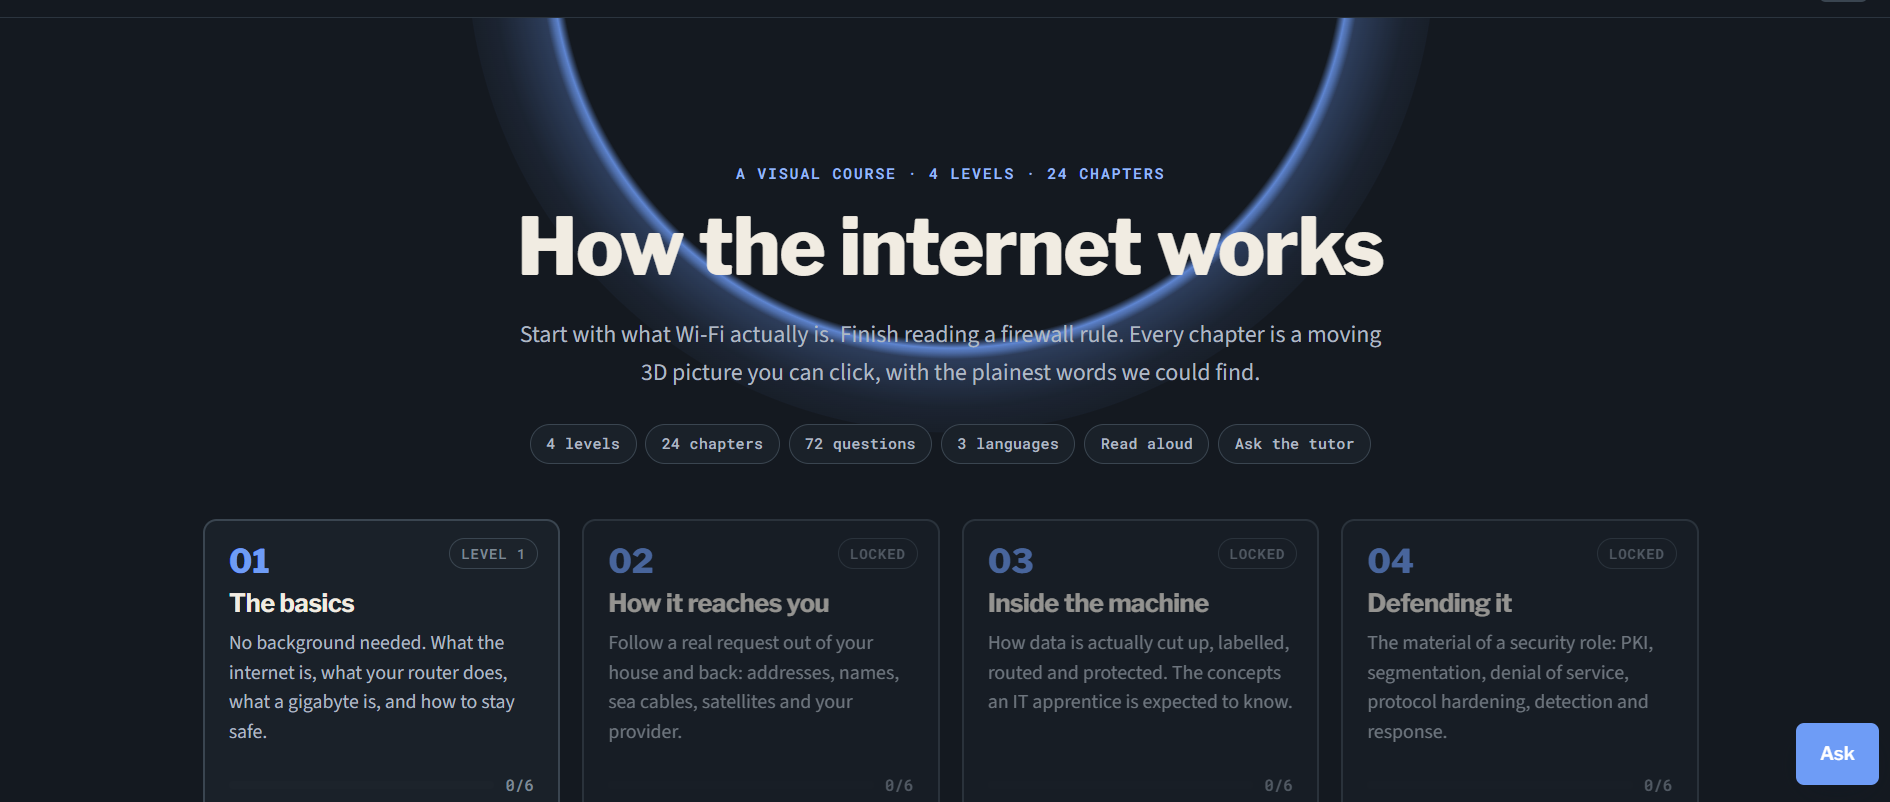 A VISUAL COURSE · 4 LEVELS · 24 CHAPTERS
How the internet works
Start with what Wi-Fi actually is. Finish reading a firewall rule. Every chapter is a moving
3D picture you can click, with the plainest words we could find.
4 levels
24 chapters
72 questions
3 languages
Read aloud
Ask the tutor
01
LEVEL 1
The basics
No background needed. What the
internet is, what your router does,
what a gigabyte is, and how to stay
safe.
0/6
02
LOCKED
How it reaches you
Follow a real request out of your
house and back: addresses, names,
sea cables, satellites and your
provider.
0/6
03
LOCKED
Inside the machine
How data is actually cut up, labelled,
routed and protected. The concepts
an IT apprentice is expected to know.
0/6
04
LOCKED
Defending it
The material of a security role: PKI,
segmentation, denial of service,
protocol hardening, detection and
response.
0/6
Ask